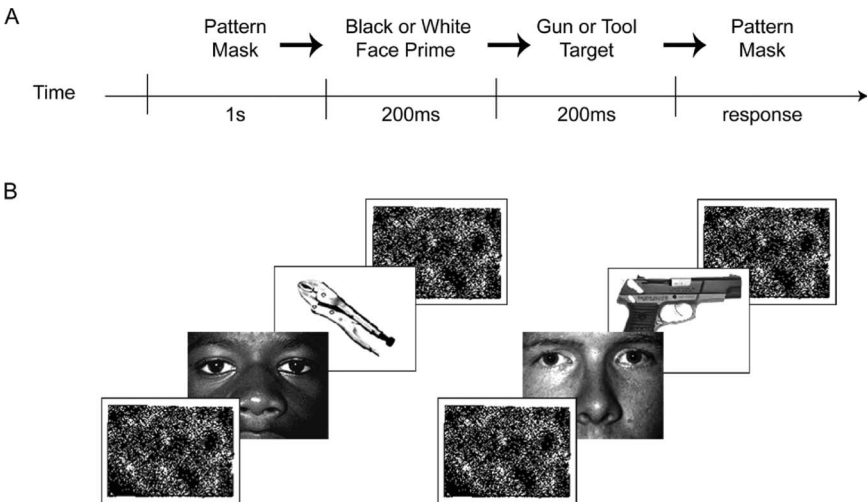 A
Pattern Mask
Black or White Face Prime
Gun or Tool Target
Pattern Mask
Time
1s
200ms
200ms
response
B